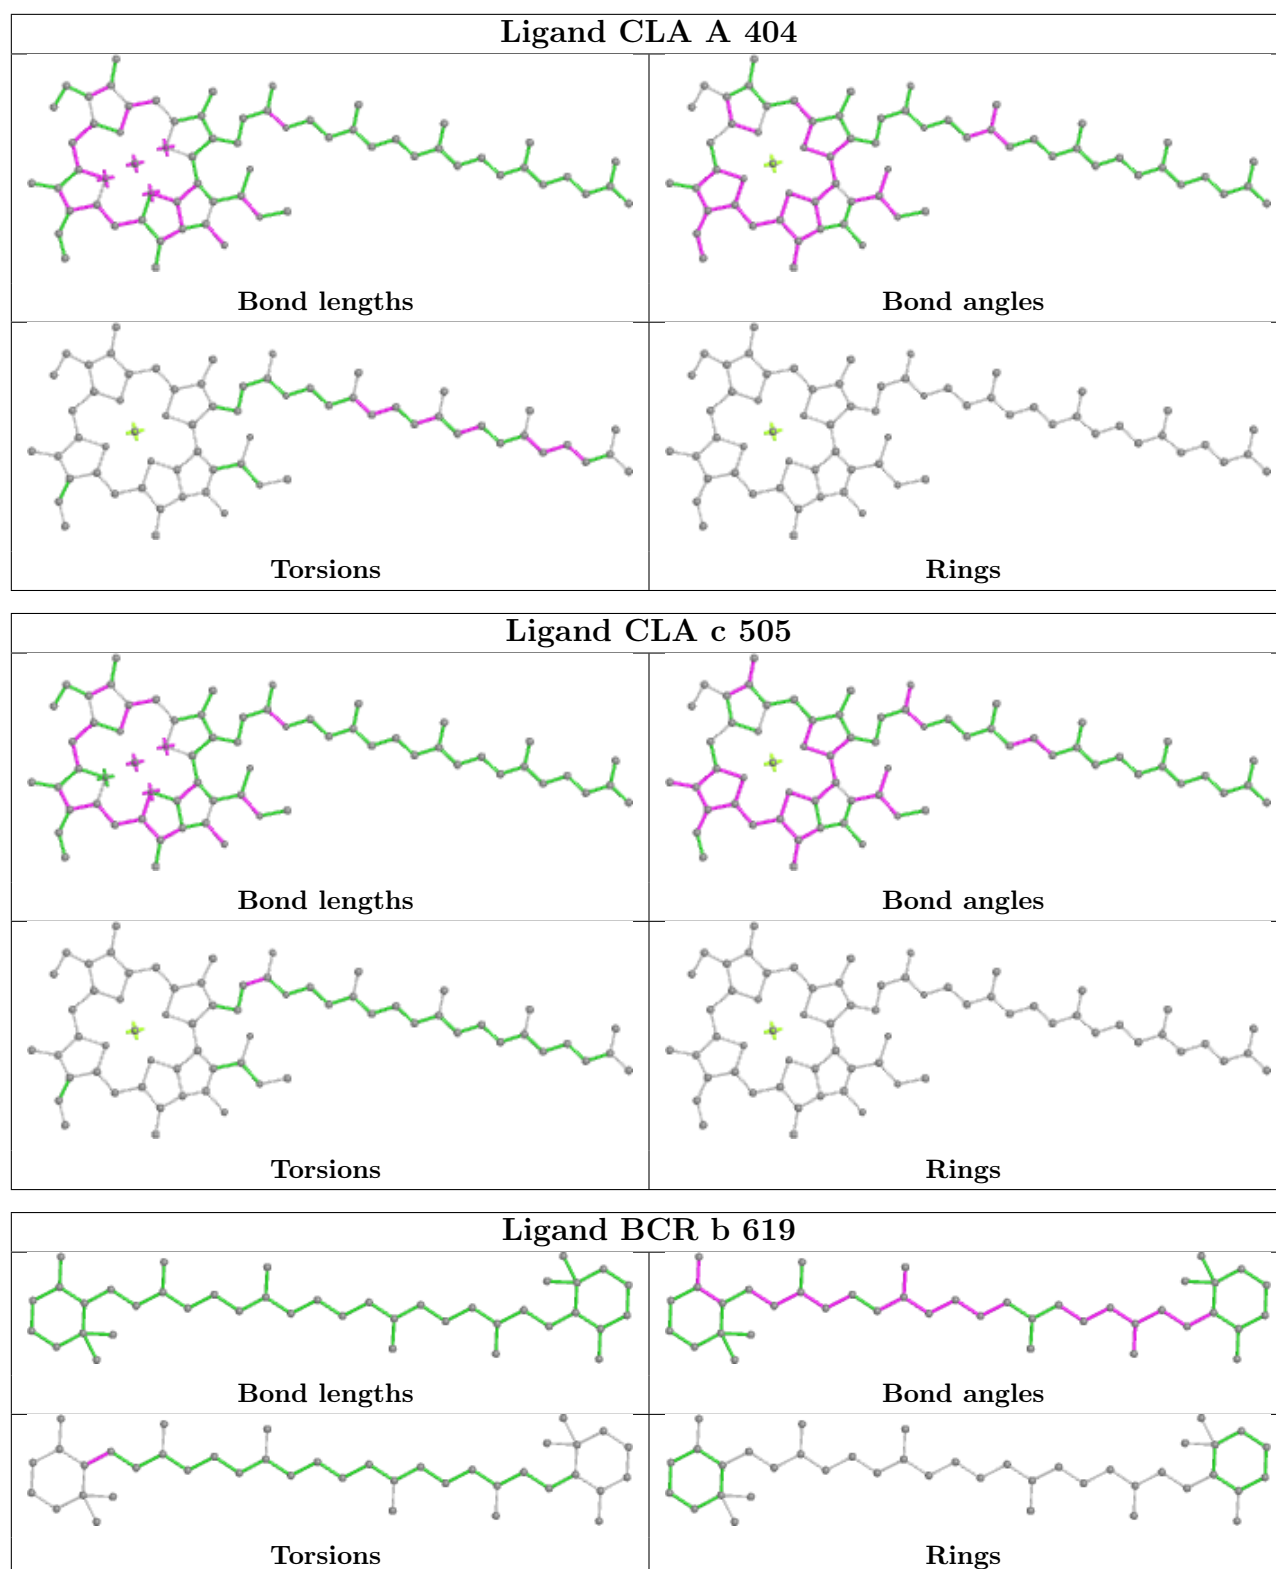 Ligand CLA A 404
Bond lengths
Bond angles
Torsions
Rings
Ligand CLA c 505
Bond lengths
Bond angles
Torsions
Rings
Ligand BCR b 619
Bond lengths
Bond angles
Torsions
Rings